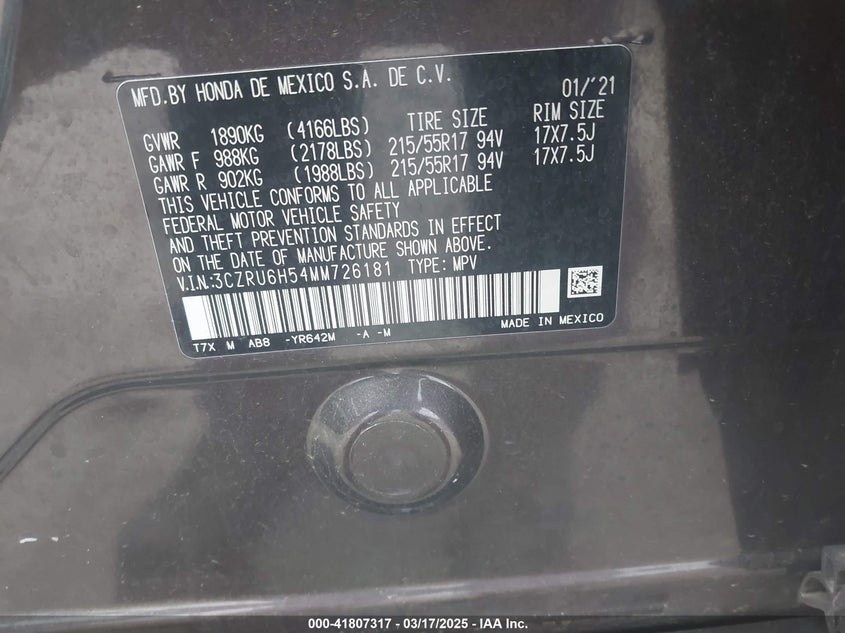 MFD.BY HONDA DE MEXICO S.A. DE C.V. 01/'21
GVWR 1890KG (4166LBS) TIRE SIZE RIM SIZE
GAWR F 988KG (2178LBS) 215/55R17 94V 17X7.5J
GAWR R 902KG (1988LBS) 215/55R17 94V 17X7.5J
THIS VEHICLE CONFORMS TO ALL APPLICABLE
FEDERAL MOTOR VEHICLE SAFETY
AND THEFT PREVENTION STANDARDS IN EFFECT
ON THE DATE OF MANUFACTURE SHOWN ABOVE.
V.I.N.:3CZRU6H54MM726181 TYPE: MPV
T7X M AB8 -YR642M -A -M MADE IN MEXICO
000-41807317 - 03/17/2025 - IAA Inc.